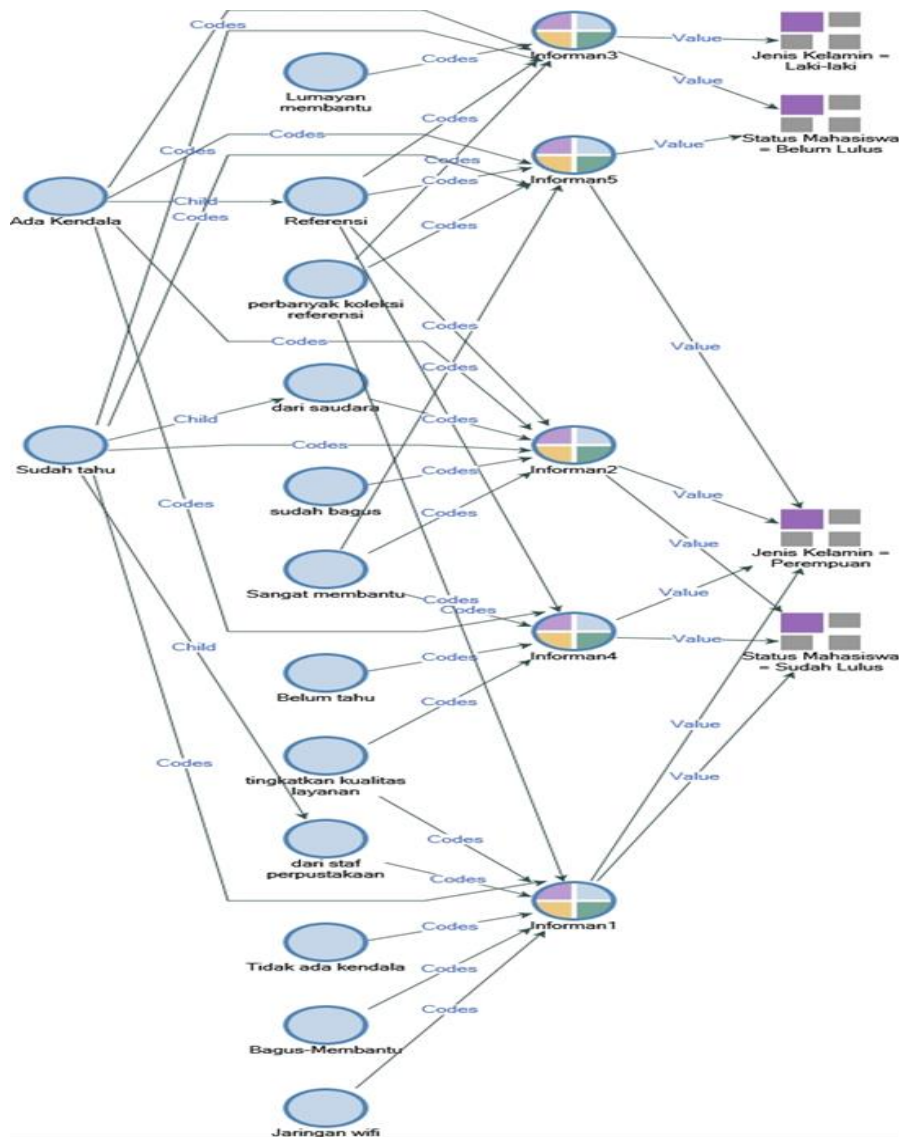 Codes
Codes
Value
Informan3
Jenis Kelamin =
Laki-laki
Lumayan
membantu
Codes
Value
Status Mahasiswa
= Belum Lulus
Codes
Codes
Codes
Value
Informan5
Ada Kendala
Child
Codes
Referensi
Codes
Codes
perbanyak koleksi
referensi
Codes
Codes
Codes
Value
dari saudara
Child
Codes
Sudah tahu
Codes
Informan2
sudah bagus
Codes
Value
Codes
Codes
Value
Jenis Kelamin =
Perempuan
Sangat membantu
Codes
Codes
Value
Child
Informan4
Value
Status Mahasiswa
= Sudah Lulus
Belum tahu
Codes
Codes
Value
Codes
tingkatkan kualitas
layanan
Value
Codes
dari staf
perpustakaan
Codes
Informan1
Tidak ada kendala
Codes
Codes
Bagus-Membantu
Codes
Jaringan wifi